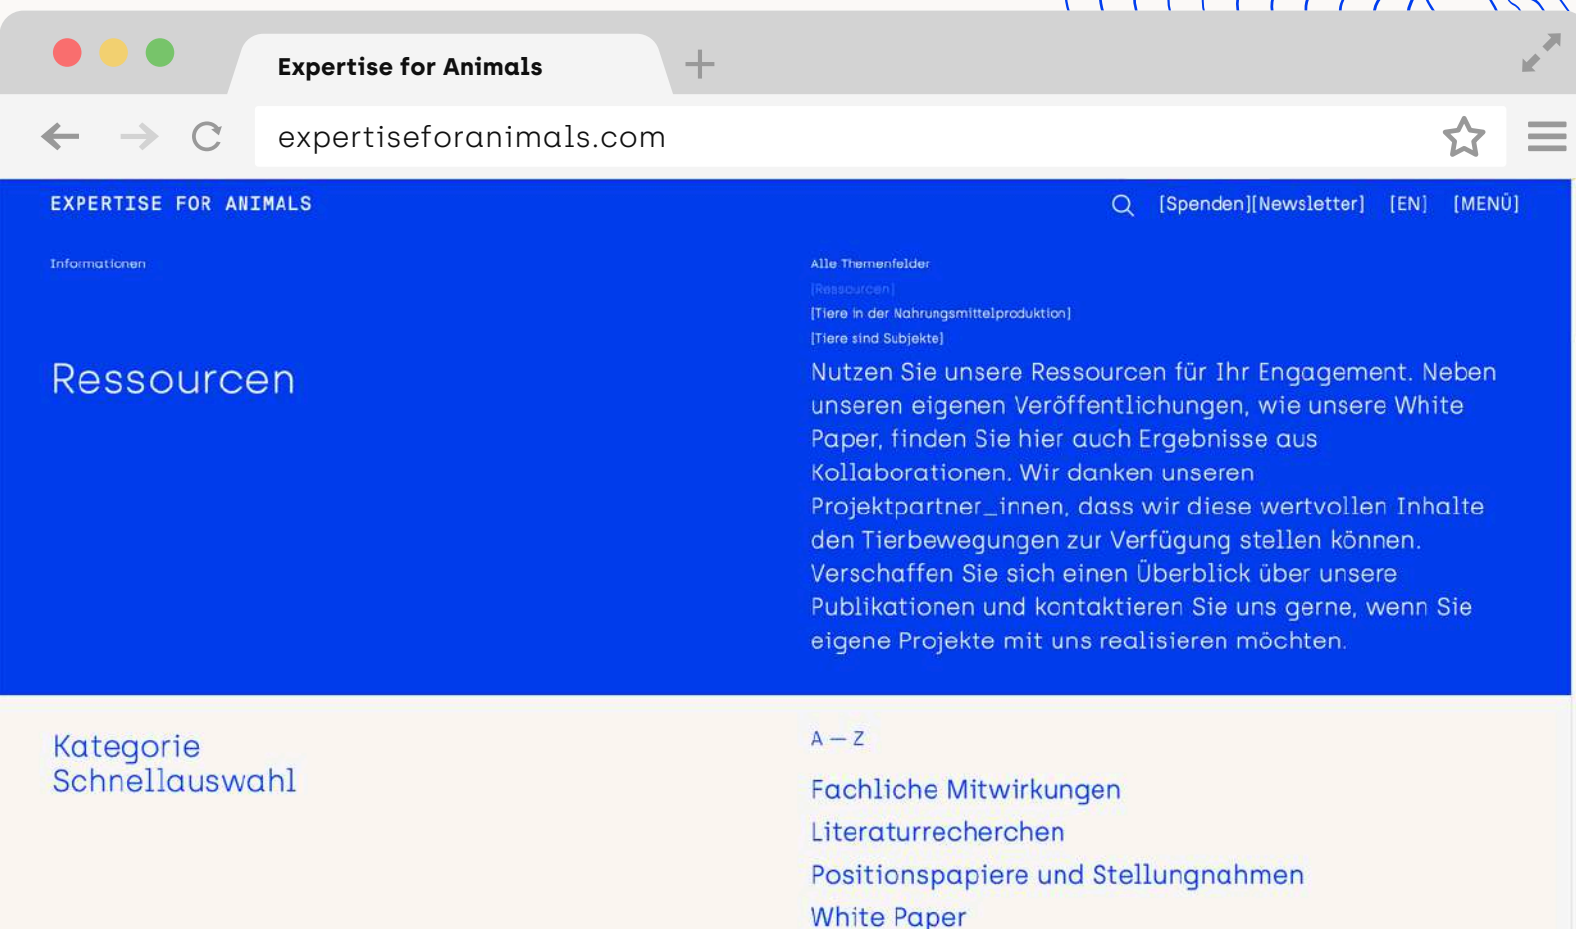 Expertise for Animals
expertiseforanimals.com
EXPERTISE FOR ANIMALS
[Spenden][Newsletter] [EN] [MENÜ]
Informationen
Ressourcen
Alle Themenfelder
[Ressourcen]
[Tiere in der Nahrungsmittelproduktion]
[Tiere sind Subjekte]
Nutzen Sie unsere Ressourcen für Ihr Engagement. Neben
unseren eigenen Veröffentlichungen, wie unsere White
Paper, finden Sie hier auch Ergebnisse aus
Kollaborationen. Wir danken unseren
Projektpartner_innen, dass wir diese wertvollen Inhalte
den Tierbewegungen zur Verfügung stellen können.
Verschaffen Sie sich einen Überblick über unsere
Publikationen und kontaktieren Sie uns gerne, wenn Sie
eigene Projekte mit uns realisieren möchten.
Kategorie
Schnellauswahl
A — Z
Fachliche Mitwirkungen
Literaturrecherchen
Positionspapiere und Stellungnahmen
White Paper